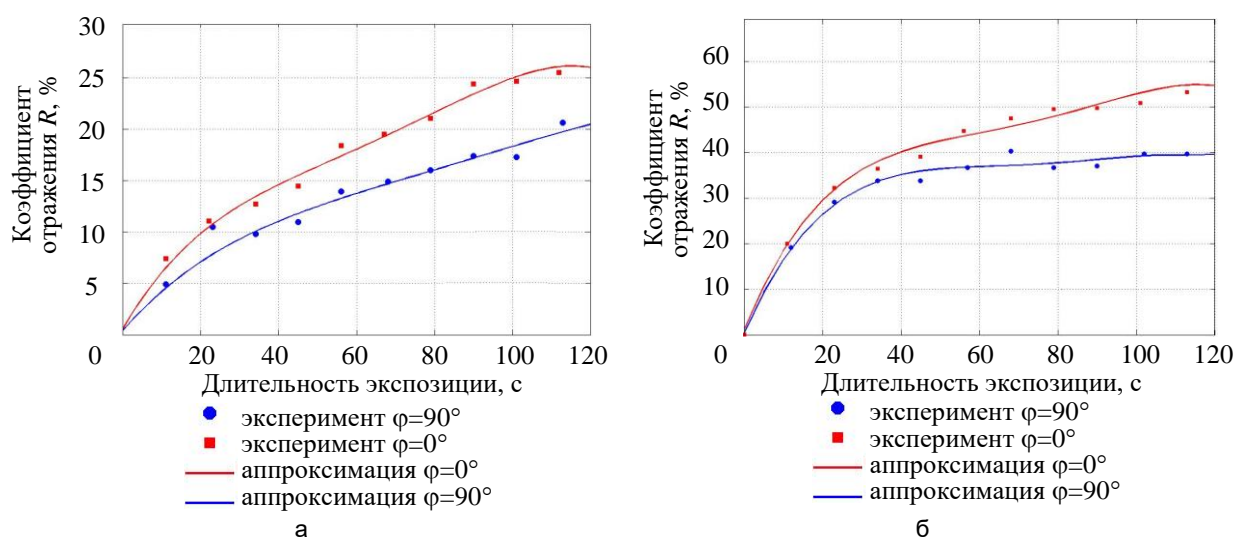 30
25
20
15
10
5
0
20
40
60
80
100
120
Коэффициент
отражения R, %
Длительность экспозиции, с
эксперимент φ=90°
эксперимент φ=0°
аппроксимация φ=0°
аппроксимация φ=90°
а
60
50
40
30
20
10
0
20
40
60
80
100
120
Коэффициент
отражения R, %
Длительность экспозиции, с
эксперимент φ=90°
эксперимент φ=0°
аппроксимация φ=0°
аппроксимация φ=90°
б